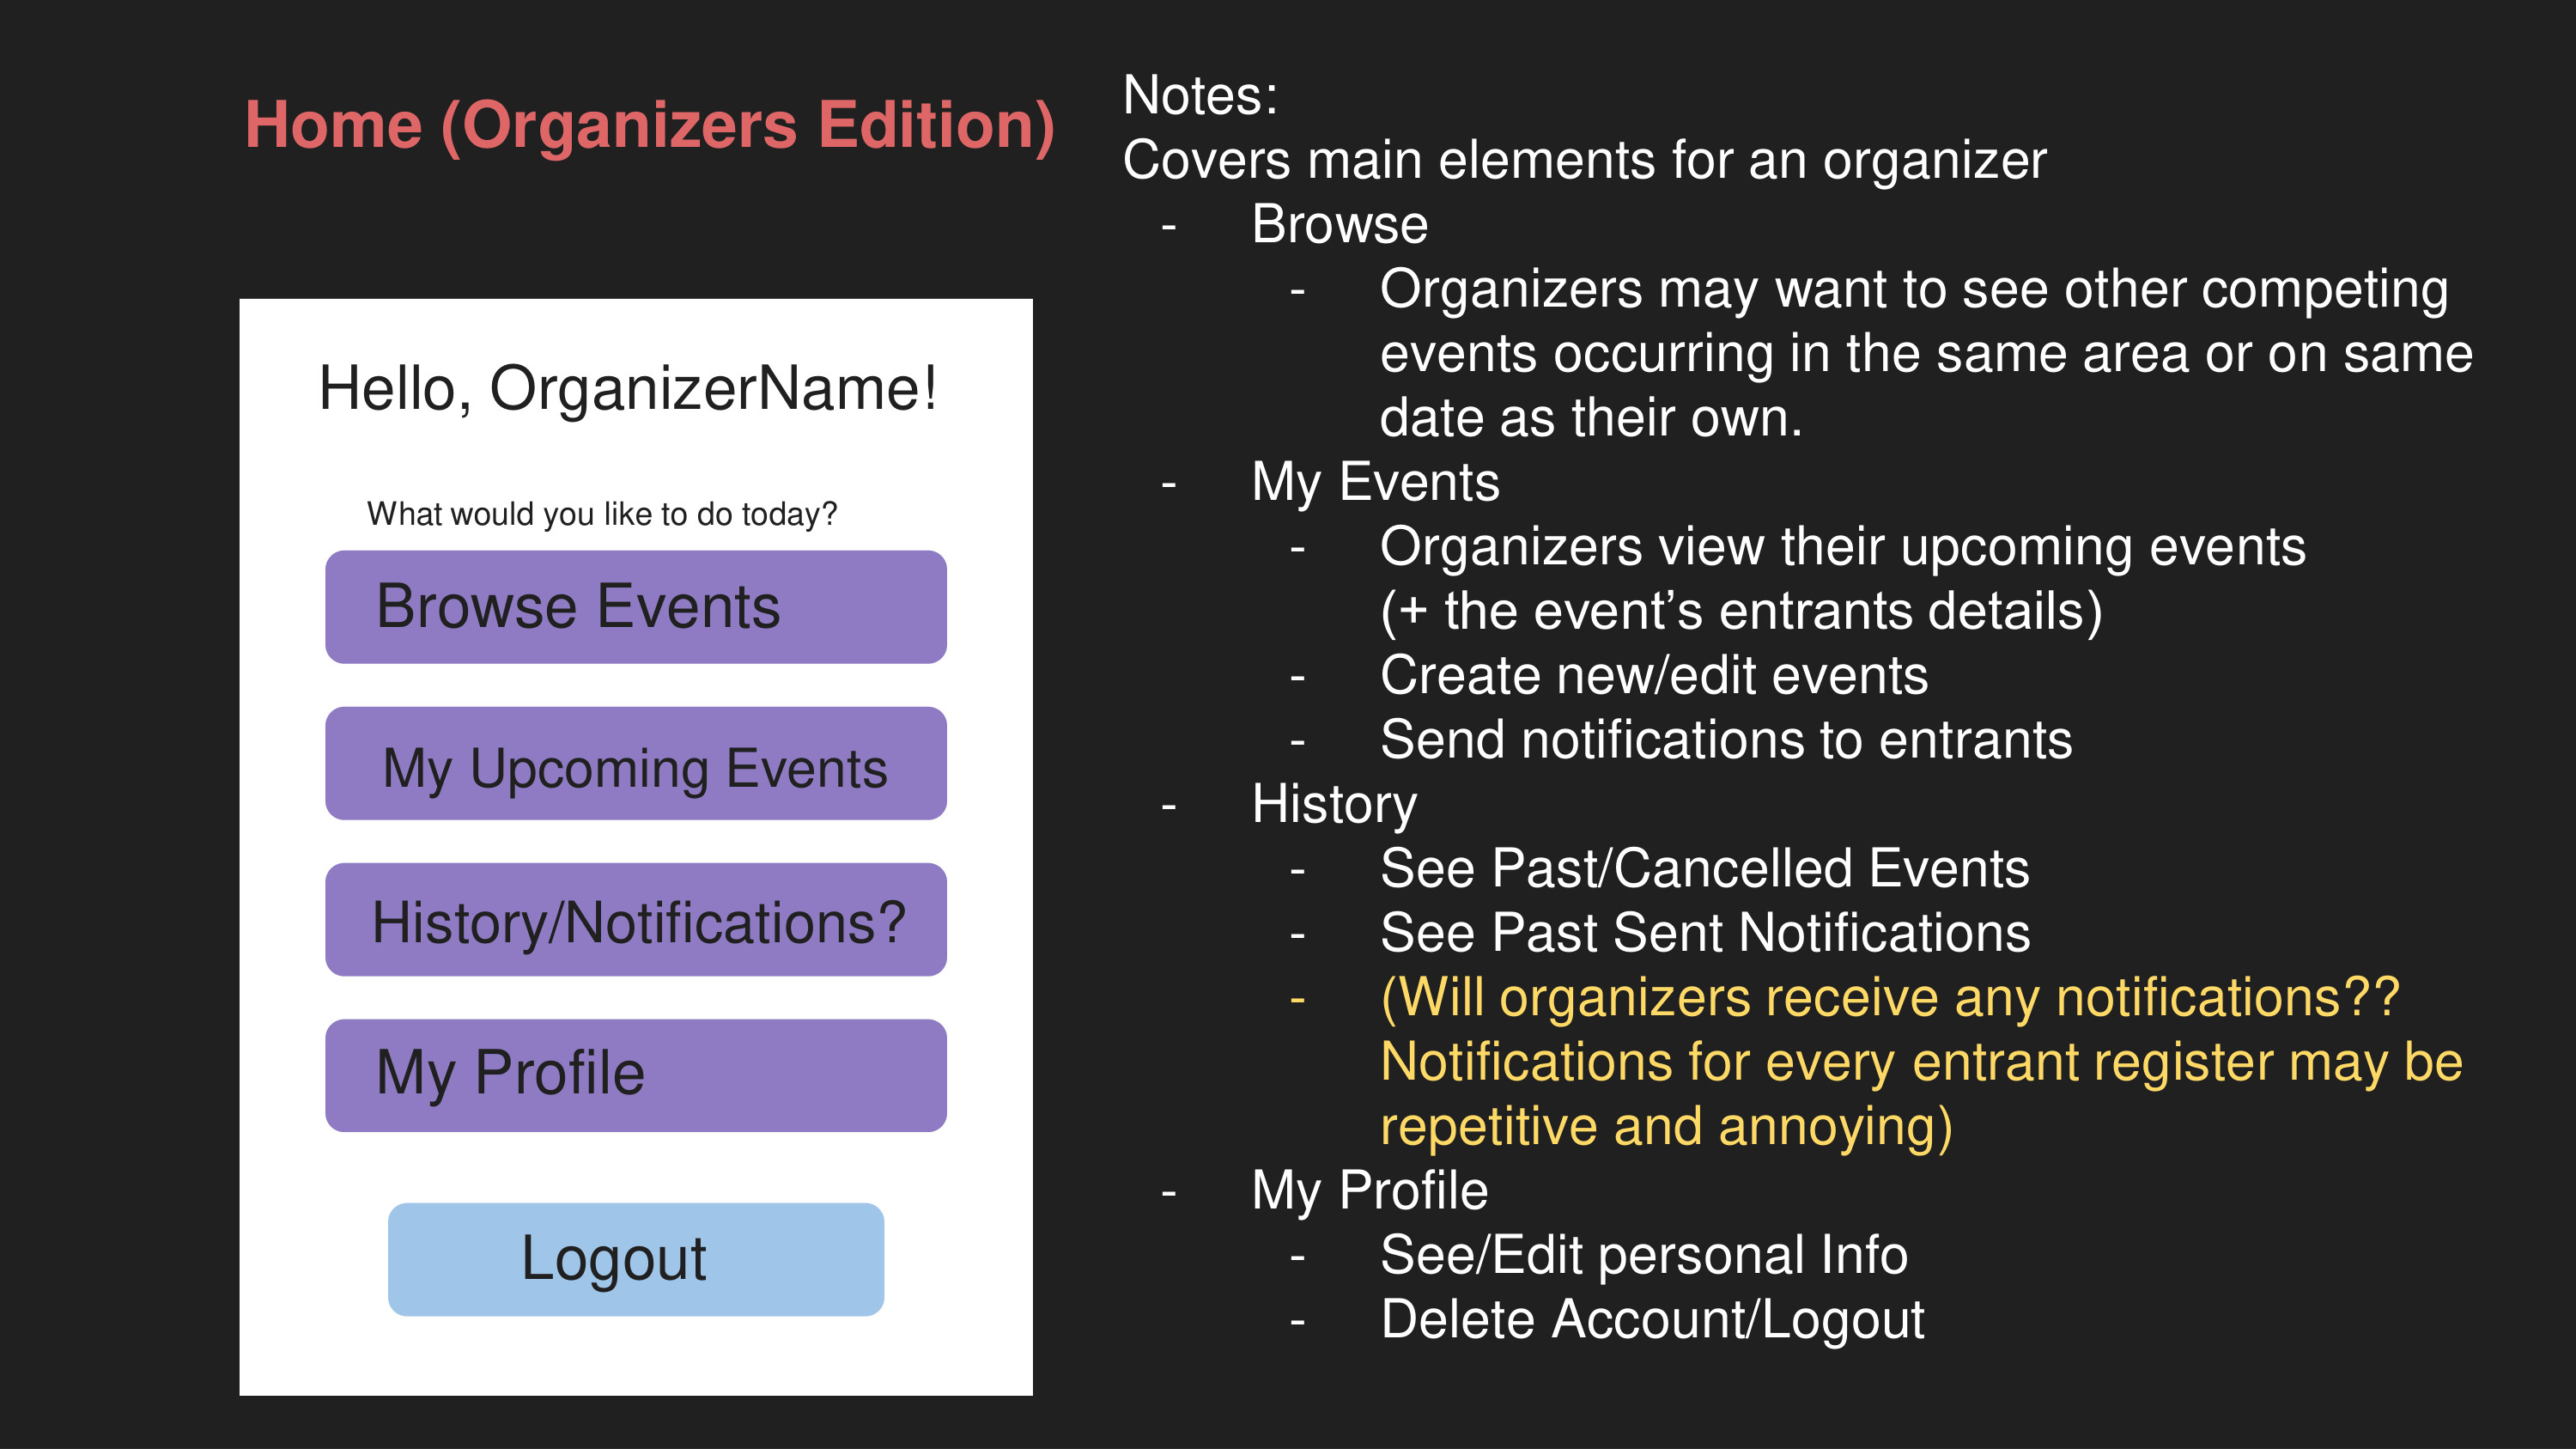 Home (Organizers Edition)
Hello, OrganizerName!
What would you like to do today?
Browse Events
My Upcoming Events
History/Notifications?
My Profile
Logout
Notes:
Covers main elements for an organizer
- Browse
- Organizers may want to see other competing
events occurring in the same area or on same
date as their own.
- My Events
- Organizers view their upcoming events
(+ the event’s entrants details)
- Create new/edit events
- Send notifications to entrants
- History
- See Past/Cancelled Events
- See Past Sent Notifications
- (Will organizers receive any notifications??
Notifications for every entrant register may be
repetitive and annoying)
- My Profile
- See/Edit personal Info
- Delete Account/Logout